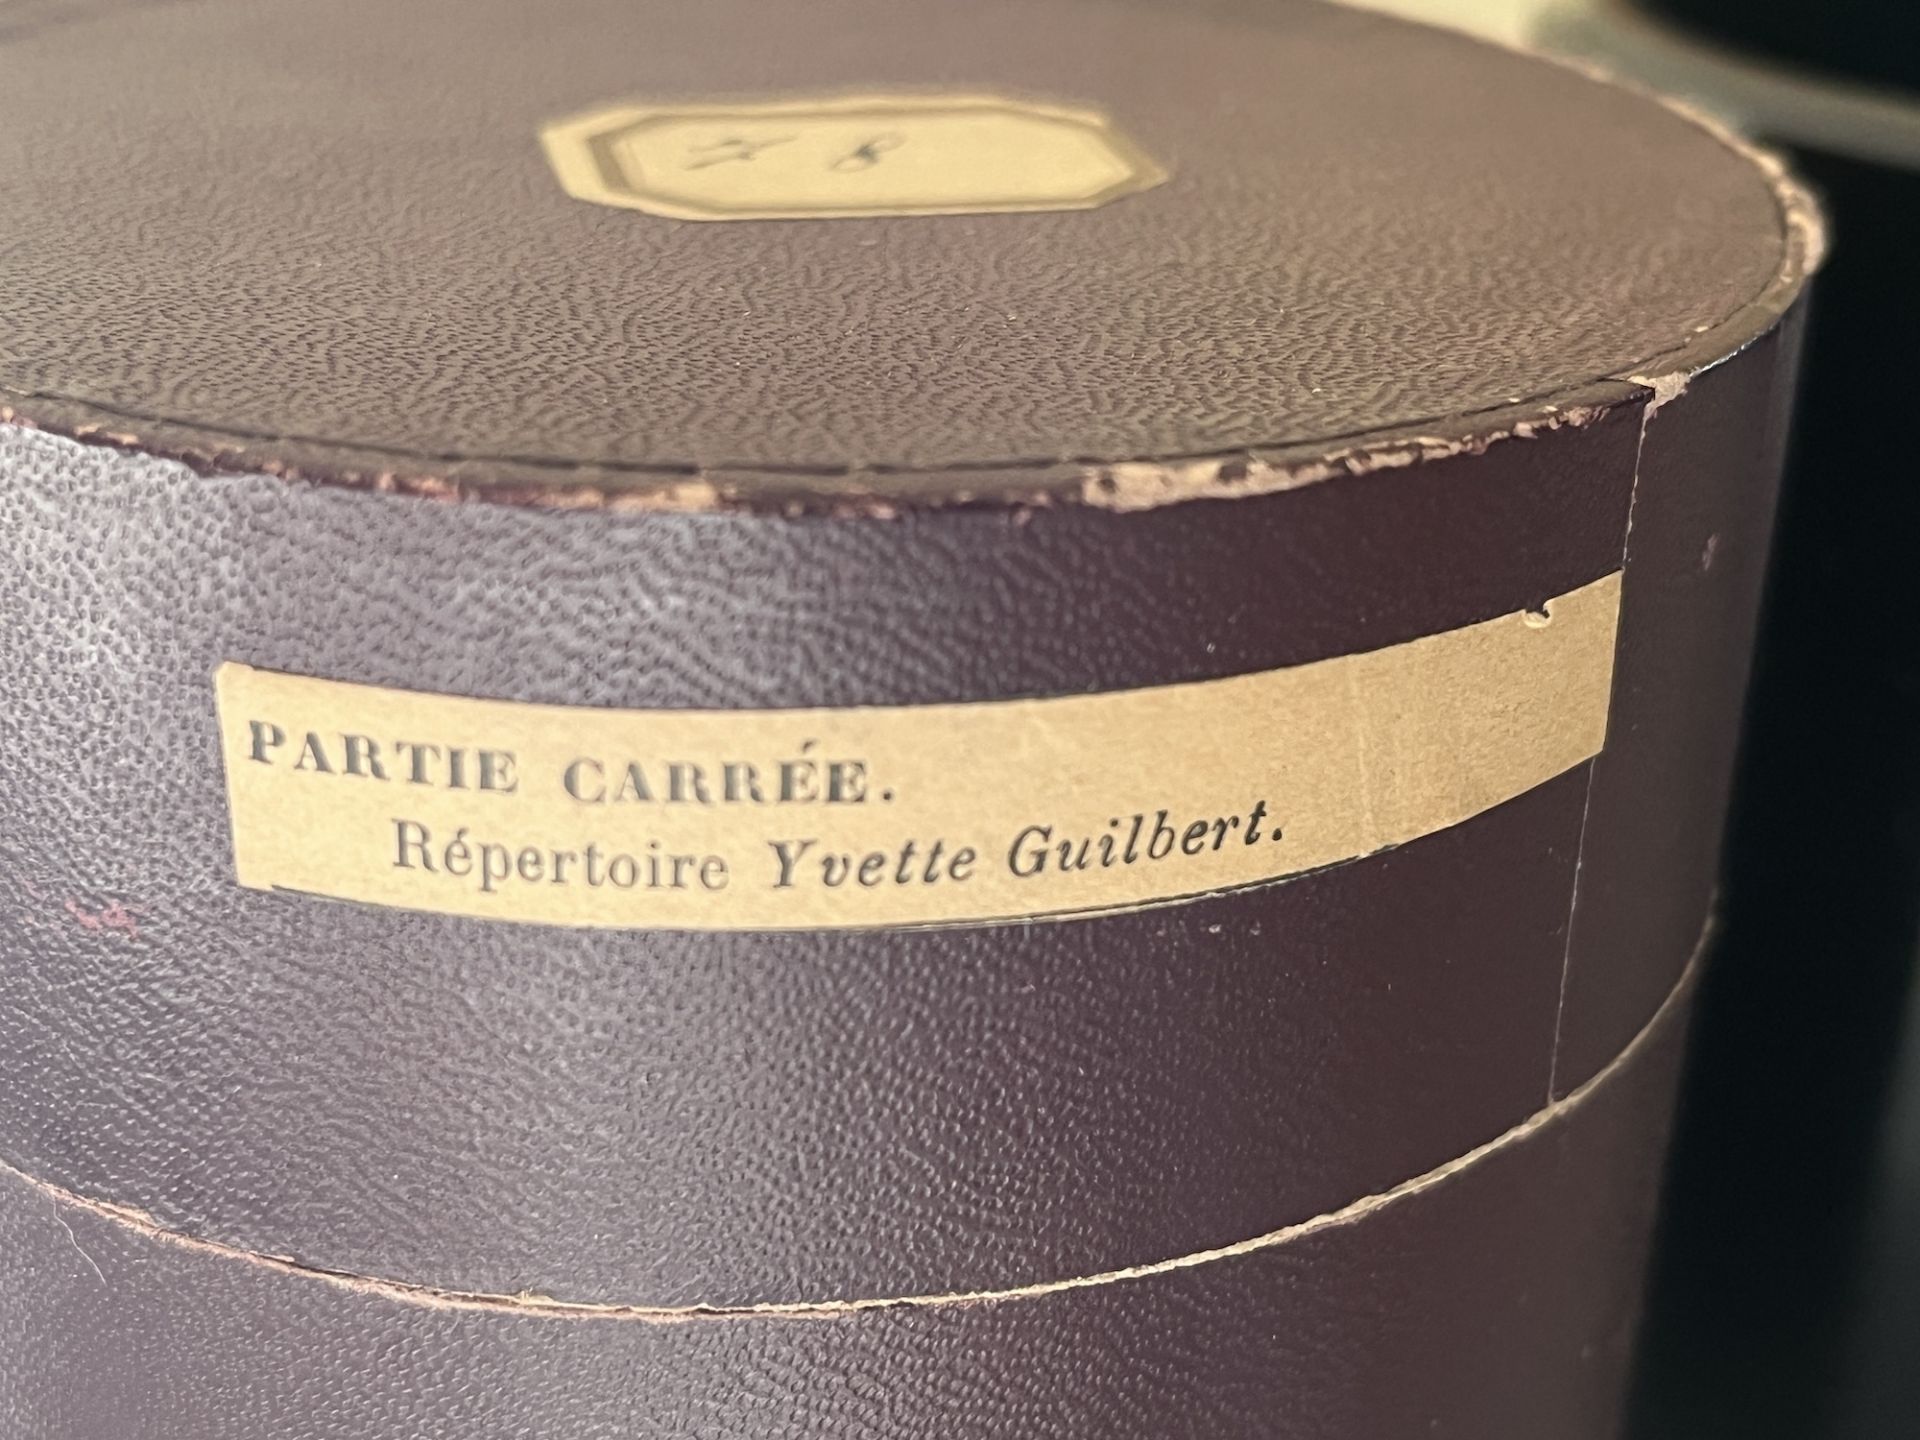 PARTIE CARRÉE.
Répertoire Yvette Guilbert.